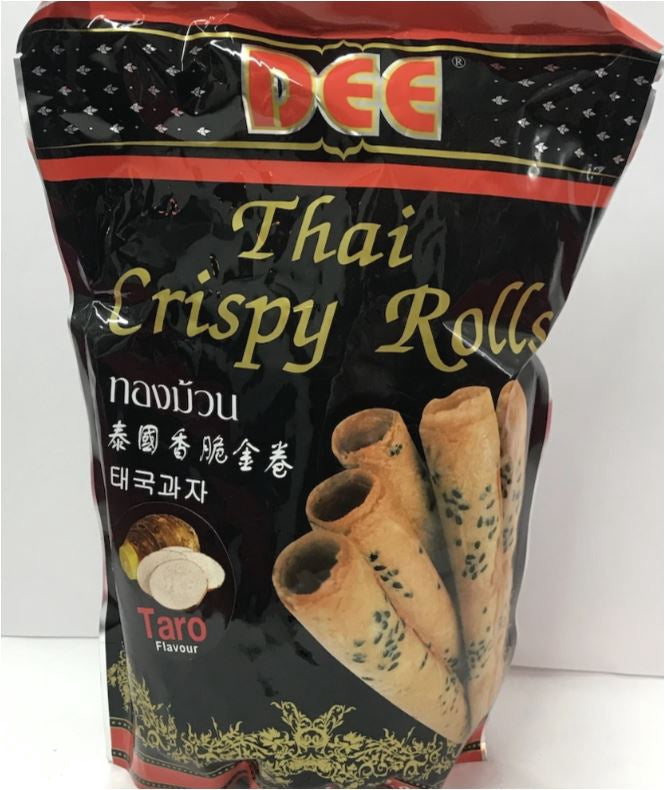 DEE®
Thai
Crispy Rolls
ทองม้วน
泰國香脆金卷
태국과자
Taro
Flavour